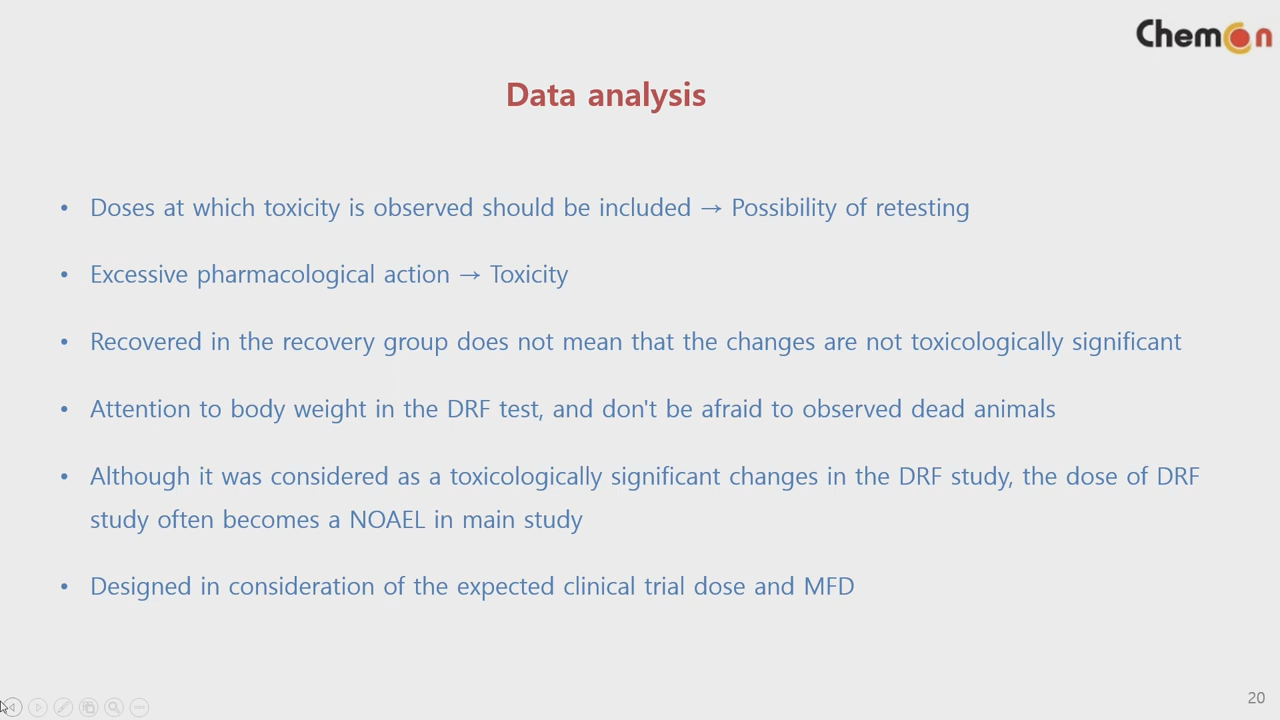 ChemOn
Data analysis
• Doses at which toxicity is observed should be included → Possibility of retesting
• Excessive pharmacological action → Toxicity
• Recovered in the recovery group does not mean that the changes are not toxicologically significant
• Attention to body weight in the DRF test, and don't be afraid to observed dead animals
• Although it was considered as a toxicologically significant changes in the DRF study, the dose of DRF
study often becomes a NOAEL in main study
• Designed in consideration of the expected clinical trial dose and MFD
20